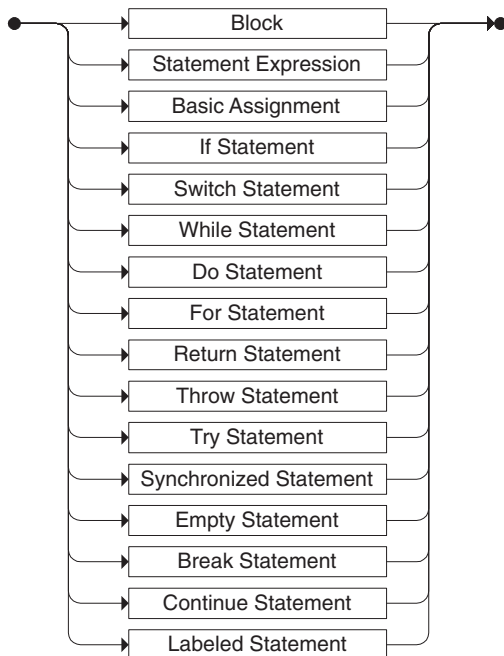 Block
Statement Expression
Basic Assignment
If Statement
Switch Statement
While Statement
Do Statement
For Statement
Return Statement
Throw Statement
Try Statement
Synchronized Statement
Empty Statement
Break Statement
Continue Statement
Labeled Statement